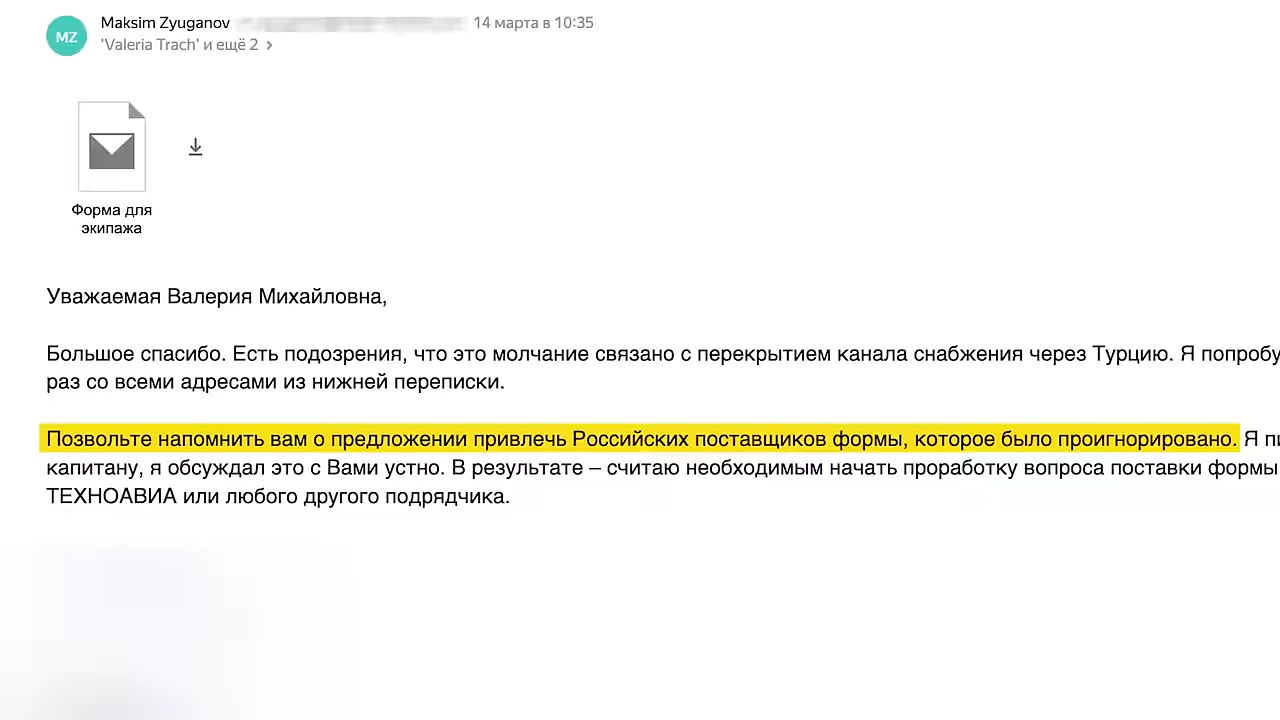 Maksim Zyuganov 14 марта в 10:35
MZ
'Valeria Trach' и ещё 2
Форма для
экипажа
Уважаемая Валерия Михайловна,
Большое спасибо. Есть подозрения, что это молчание связано с перекрытием канала снабжения через Турцию. Я
раз со всеми адресами из нижней переписки.
Позвольте напомнить вам о предложении привлечь Российских поставщиков формы, которое было проигнорировано. Я
капитану, я обсуждал это с Вами устно. В результате – считаю необходимым начать проработку вопроса поставки формы
ТЕХНОАВИА или любого другого подрядчика.